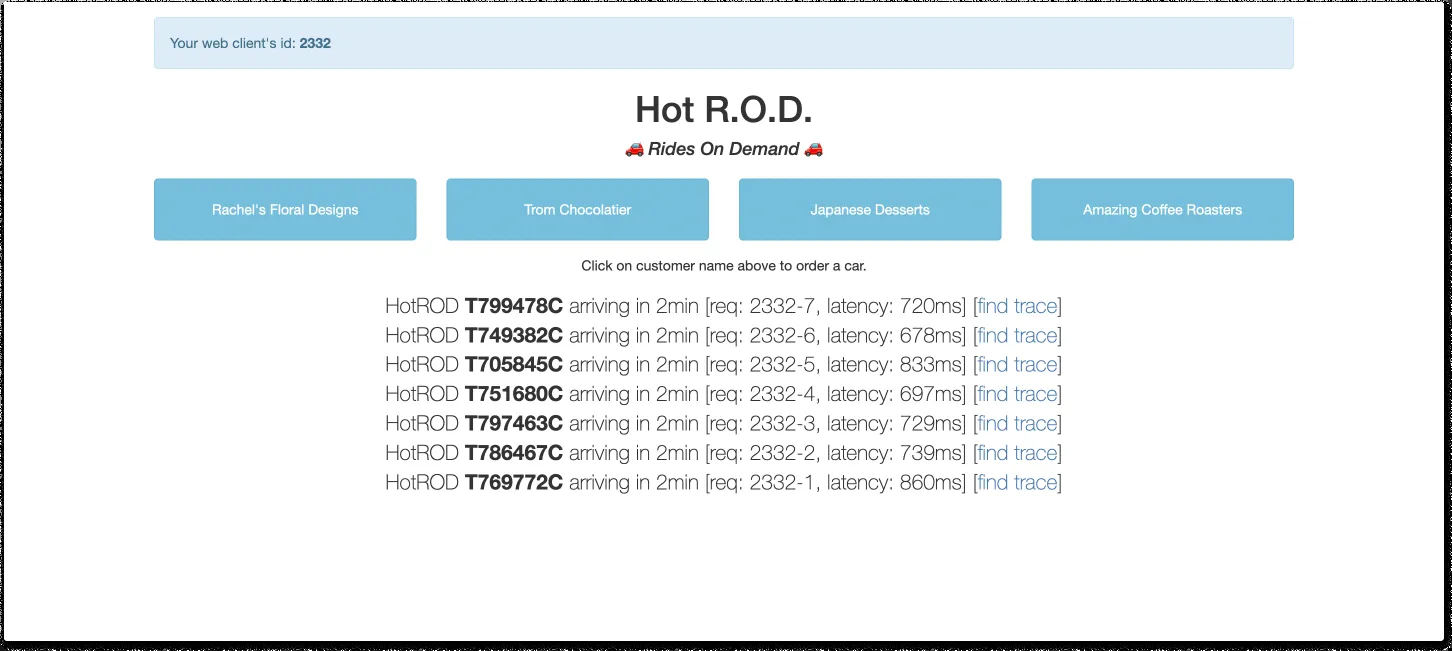 Your web client's id: 2332
Hot R.O.D.
🚗 Rides On Demand 🚗
Rachel's Floral Designs
Trom Chocolatier
Japanese Desserts
Amazing Coffee Roasters
Click on customer name above to order a car.
HotROD T799478C arriving in 2min [req: 2332-7, latency: 720ms] [find trace]
HotROD T749382C arriving in 2min [req: 2332-6, latency: 678ms] [find trace]
HotROD T705845C arriving in 2min [req: 2332-5, latency: 833ms] [find trace]
HotROD T751680C arriving in 2min [req: 2332-4, latency: 697ms] [find trace]
HotROD T797463C arriving in 2min [req: 2332-3, latency: 729ms] [find trace]
HotROD T786467C arriving in 2min [req: 2332-2, latency: 739ms] [find trace]
HotROD T769772C arriving in 2min [req: 2332-1, latency: 860ms] [find trace]